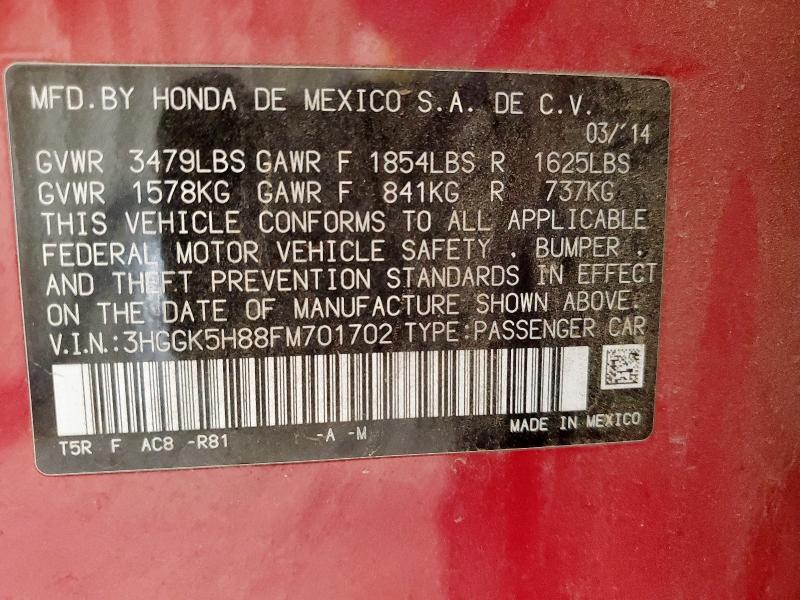 MFD.BY HONDA DE MEXICO S.A. DE C.V.
03/'14
GVWR 3479LBS GAWR F 1854LBS R 1625LBS
GVWR 1578KG GAWR F 841KG R 737KG
THIS VEHICLE CONFORMS TO ALL APPLICABLE
FEDERAL MOTOR VEHICLE SAFETY , BUMPER ,
AND THEFT PREVENTION STANDARDS IN EFFECT
ON THE DATE OF MANUFACTURE SHOWN ABOVE.
V.I.N.:3HGGK5H88FM701702 TYPE:PASSENGER CAR
T5R F AC8 -R81 -A -M MADE IN MEXICO